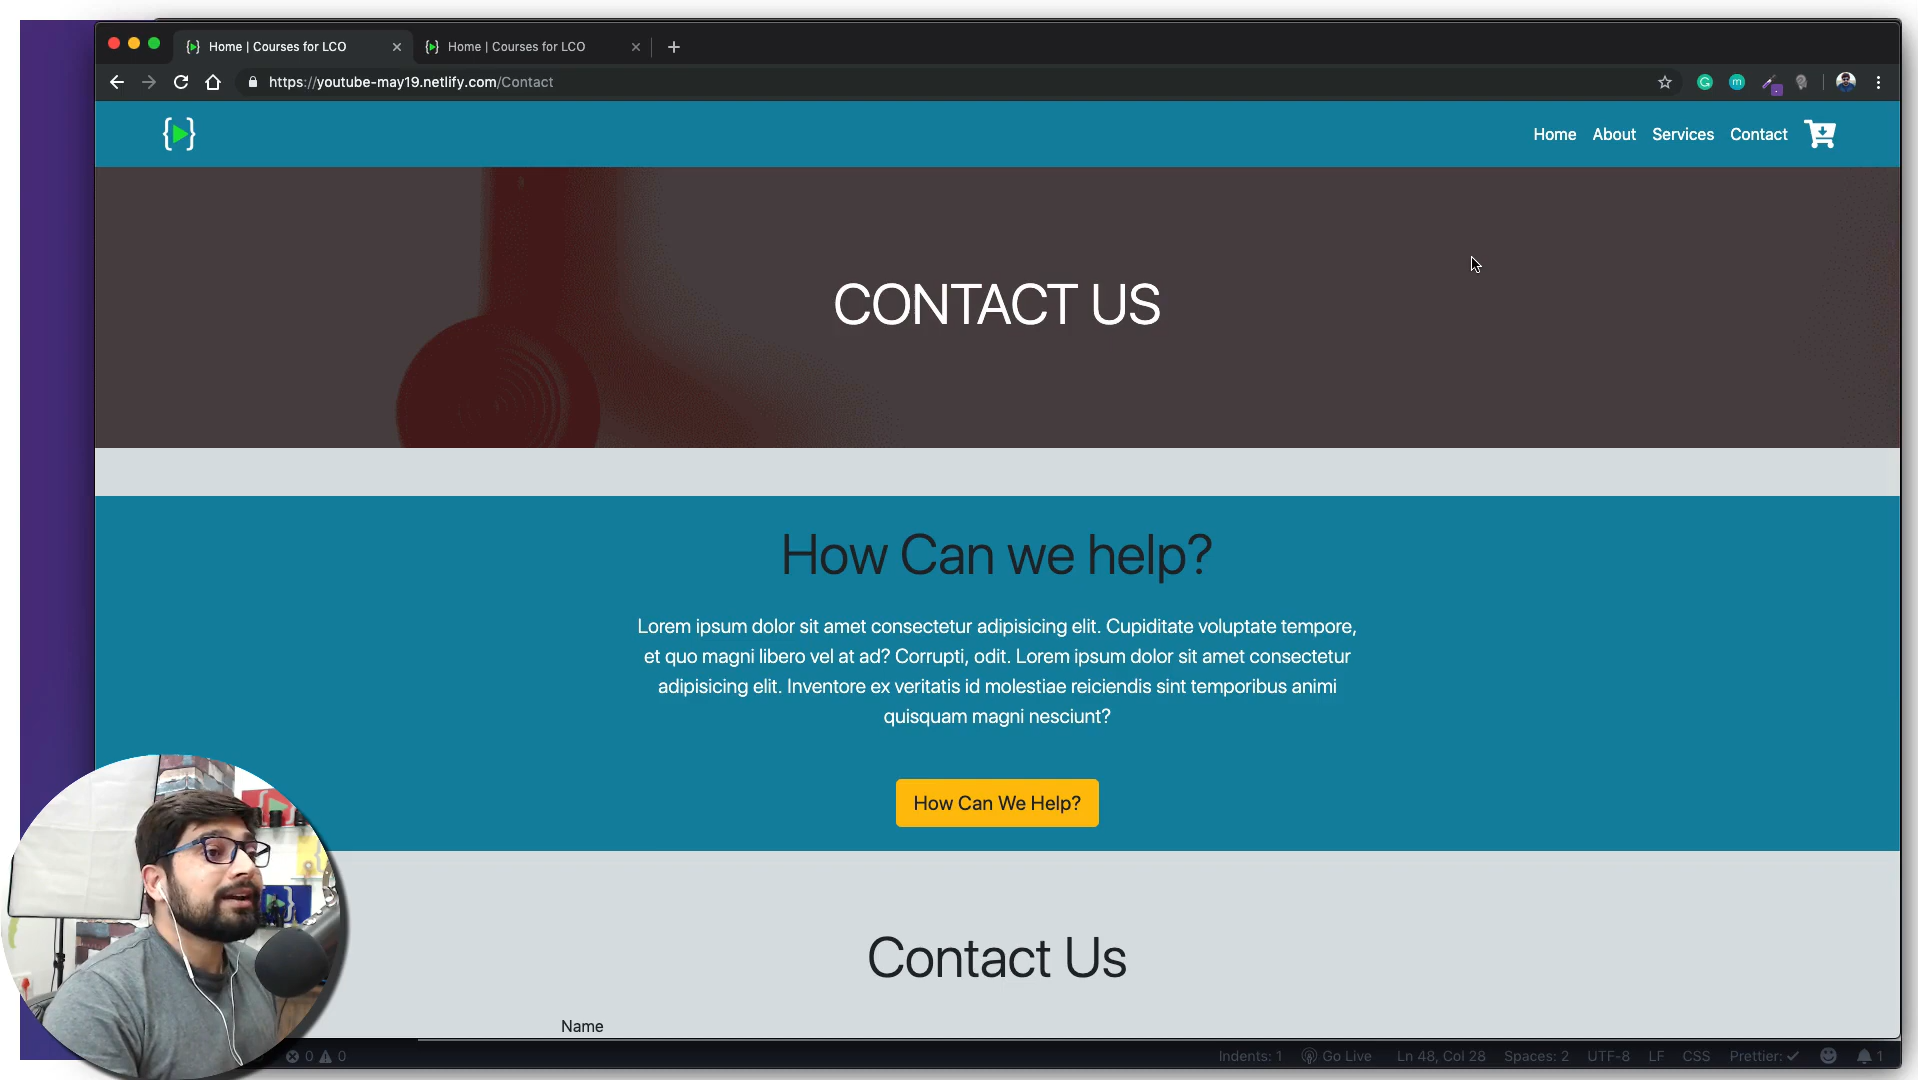 Home | Courses for LCO
Home | Courses for LCO
https://youtube-may19.netlify.com/Contact
Home
About
Services
Contact
CONTACT US
How Can we help?
Lorem ipsum dolor sit amet consectetur adipisicing elit. Cupiditate voluptate tempore,
et quo magni libero vel at ad? Corrupti, odit. Lorem ipsum dolor sit amet consectetur
adipisicing elit. Inventore ex veritatis id molestiae reiciendis sint temporibus animi
quisquam magni nesciunt?
How Can We Help?
Contact Us
Name
0
0
Indents: 1
Go Live
Ln 48, Col 28
Spaces: 2
UTF-8
LF
CSS
Prettier: ✓
1